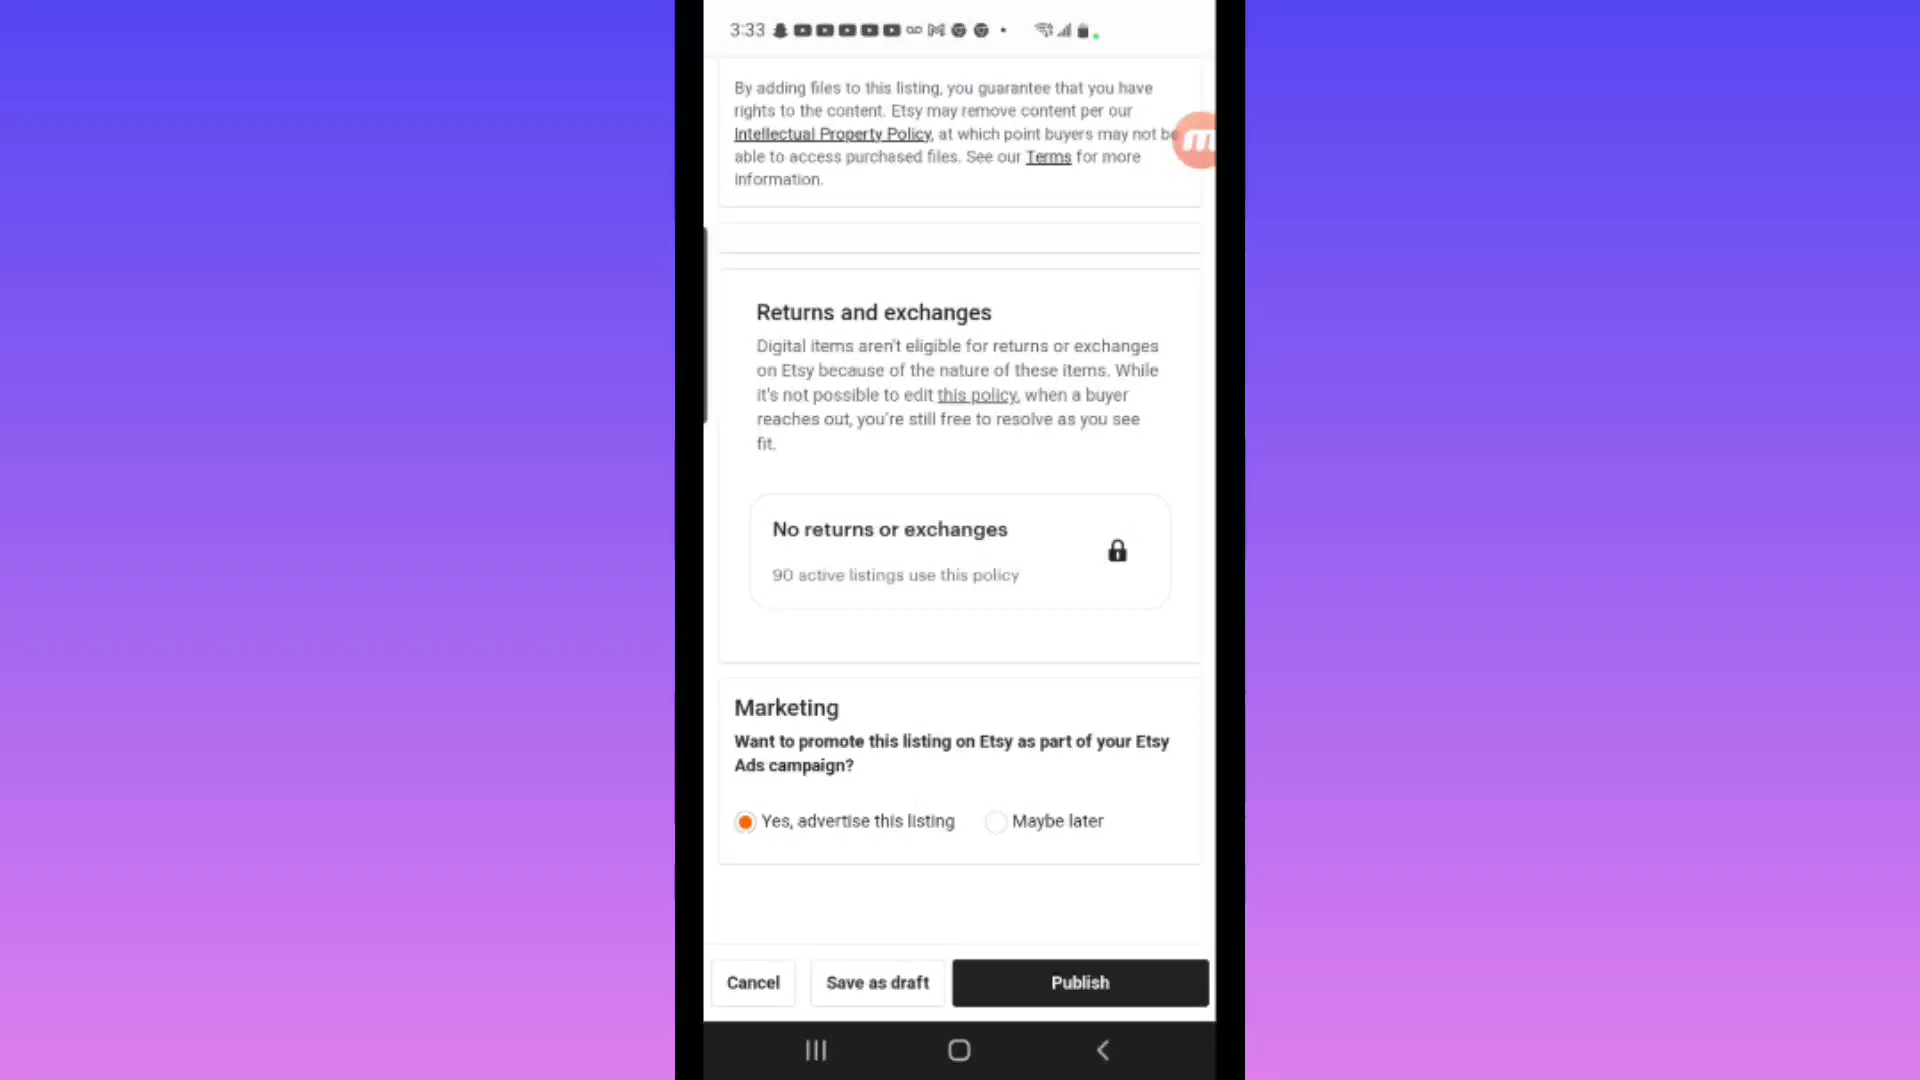 3:33
By adding files to this listing, you guarantee that you have
rights to the content. Etsy may remove content per our
Intellectual Property Policy, at which point buyers may not be
able to access purchased files. See our Terms for more
information.
Returns and exchanges
Digital items aren't eligible for returns or exchanges
on Etsy because of the nature of these items. While
it's not possible to edit this policy, when a buyer
reaches out, you're still free to resolve as you see
fit.
No returns or exchanges
90 active listings use this policy
Marketing
Want to promote this listing on Etsy as part of your Etsy
Ads campaign?
Yes, advertise this listing Maybe later
Cancel Save as draft Publish